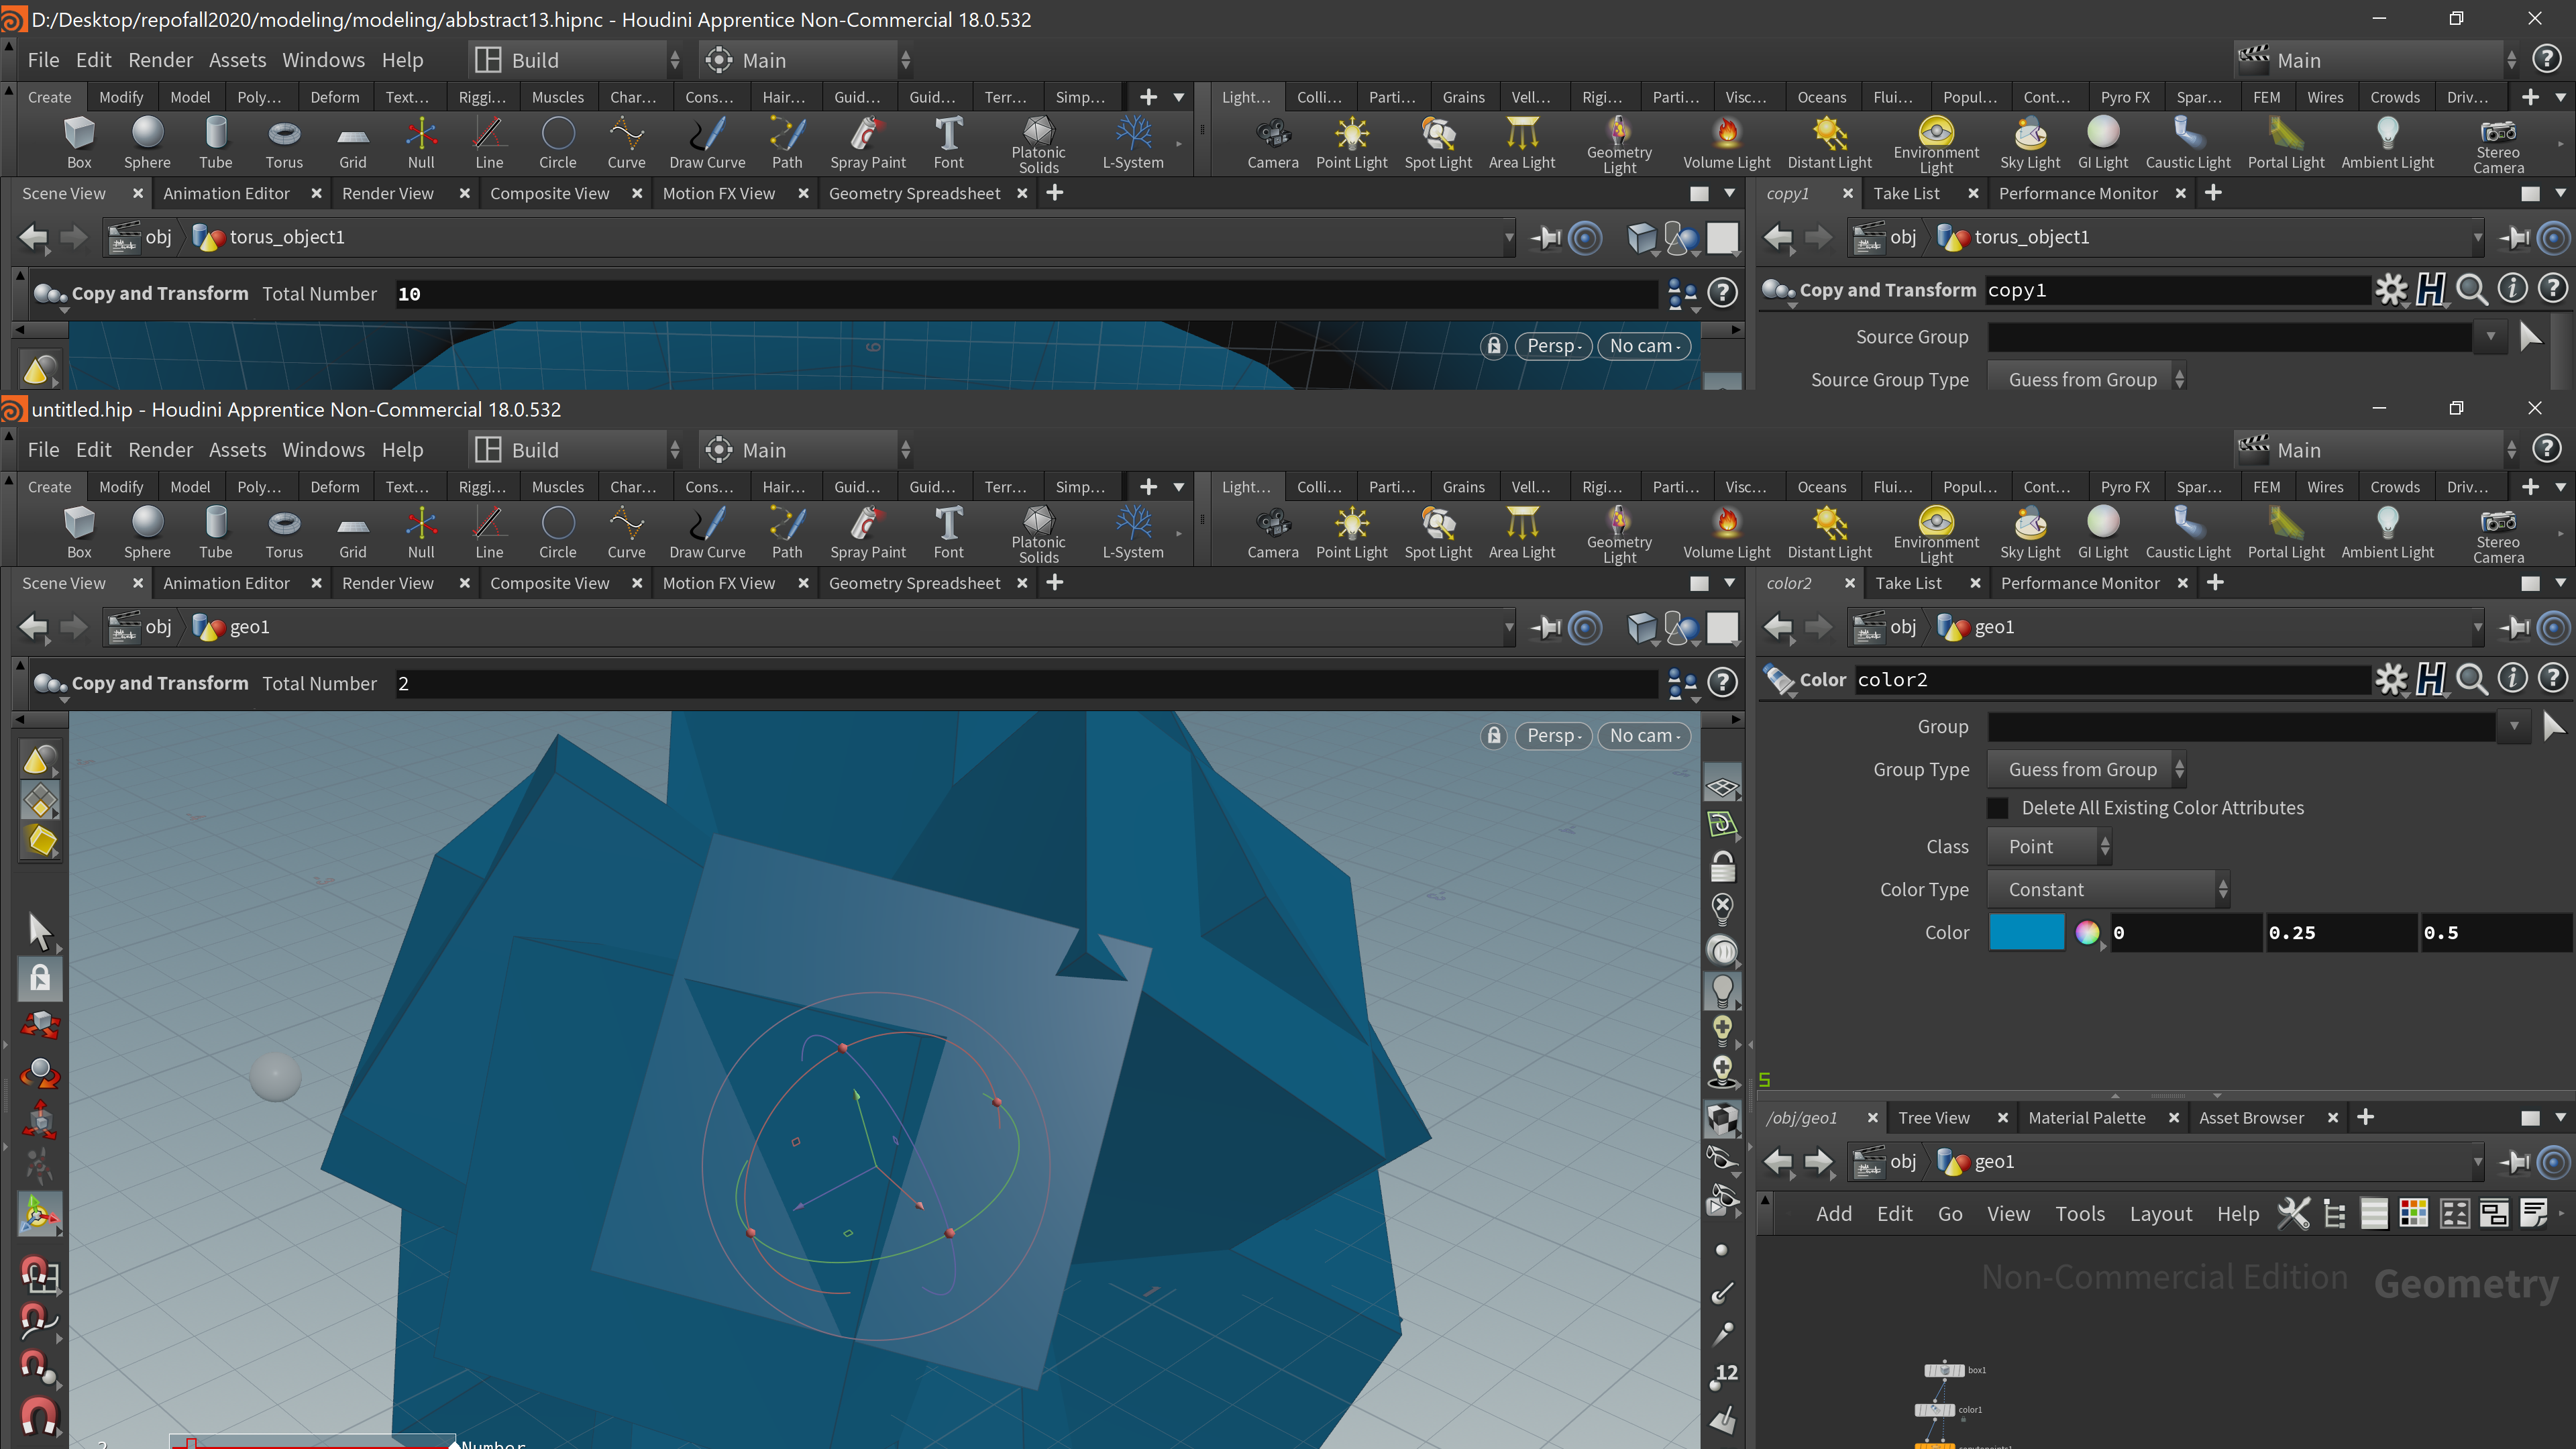 D:/Desktop/repofall2020/modeling/modeling/abbstract13.hipnc - Houdini Apprentice Non-Commercial 18.0.532
File Edit Render Assets Windows Help Build Main Main
Create Modify Model Poly... Deform Text... Riggi... Muscles Char... Cons... Hair... Guid... Guid... Terr... Simp... Light... Colli... Parti... Grains Vell... Rigi... Parti... Visc... Oceans Flui... Popul... Cont... Pyro FX Spar... FEM Wires Crowds Driv...
Box Sphere Tube Torus Grid Null Line Circle Curve Draw Curve Path Spray Paint Font Platonic Solids L-System Camera Point Light Spot Light Area Light Geometry Light Volume Light Distant Light Environment Light Sky Light GI Light Caustic Light Portal Light Ambient Light Stereo Camera
Scene View Animation Editor Render View Composite View Motion FX View Geometry Spreadsheet copy1 Take List Performance Monitor
obj torus_object1 obj torus_object1
Copy and Transform Total Number 10 Copy and Transform copy1
Persp No cam Source Group
Source Group Type Guess from Group
untitled.hip - Houdini Apprentice Non-Commercial 18.0.532
File Edit Render Assets Windows Help Build Main Main
Create Modify Model Poly... Deform Text... Riggi... Muscles Char... Cons... Hair... Guid... Guid... Terr... Simp... Light... Colli... Parti... Grains Vell... Rigi... Parti... Visc... Oceans Flui... Popul... Cont... Pyro FX Spar... FEM Wires Crowds Driv...
Box Sphere Tube Torus Grid Null Line Circle Curve Draw Curve Path Spray Paint Font Platonic Solids L-System Camera Point Light Spot Light Area Light Geometry Light Volume Light Distant Light Environment Light Sky Light GI Light Caustic Light Portal Light Ambient Light Stereo Camera
Scene View Animation Editor Render View Composite View Motion FX View Geometry Spreadsheet color2 Take List Performance Monitor
obj geo1 obj geo1
Copy and Transform Total Number 2 Color color2
Persp No cam Group
Group Type Guess from Group
Delete All Existing Color Attributes
Class Point
Color Type Constant
Color 0 0.25 0.5
5
/obj/geo1 Tree View Material Palette Asset Browser
obj geo1
Add Edit Go View Tools Layout Help
Non-Commercial Edition Geometry
12
box1
color1
2 Number